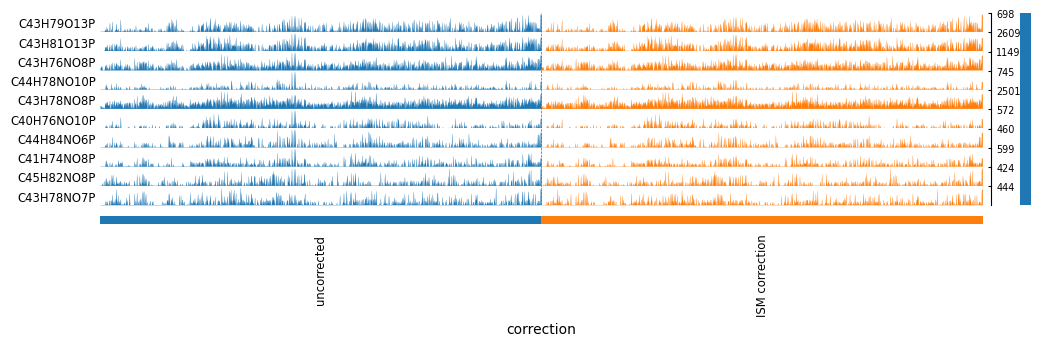 C43H79O13P 698
C43H81O13P 2609
C43H76NO8P 1149
C44H78NO10P 745
C43H78NO8P 2501
C40H76NO10P 572
C44H84NO6P 460
C41H74NO8P 599
C45H82NO8P 424
C43H78NO7P 444
uncorrected
ISM correction
correction